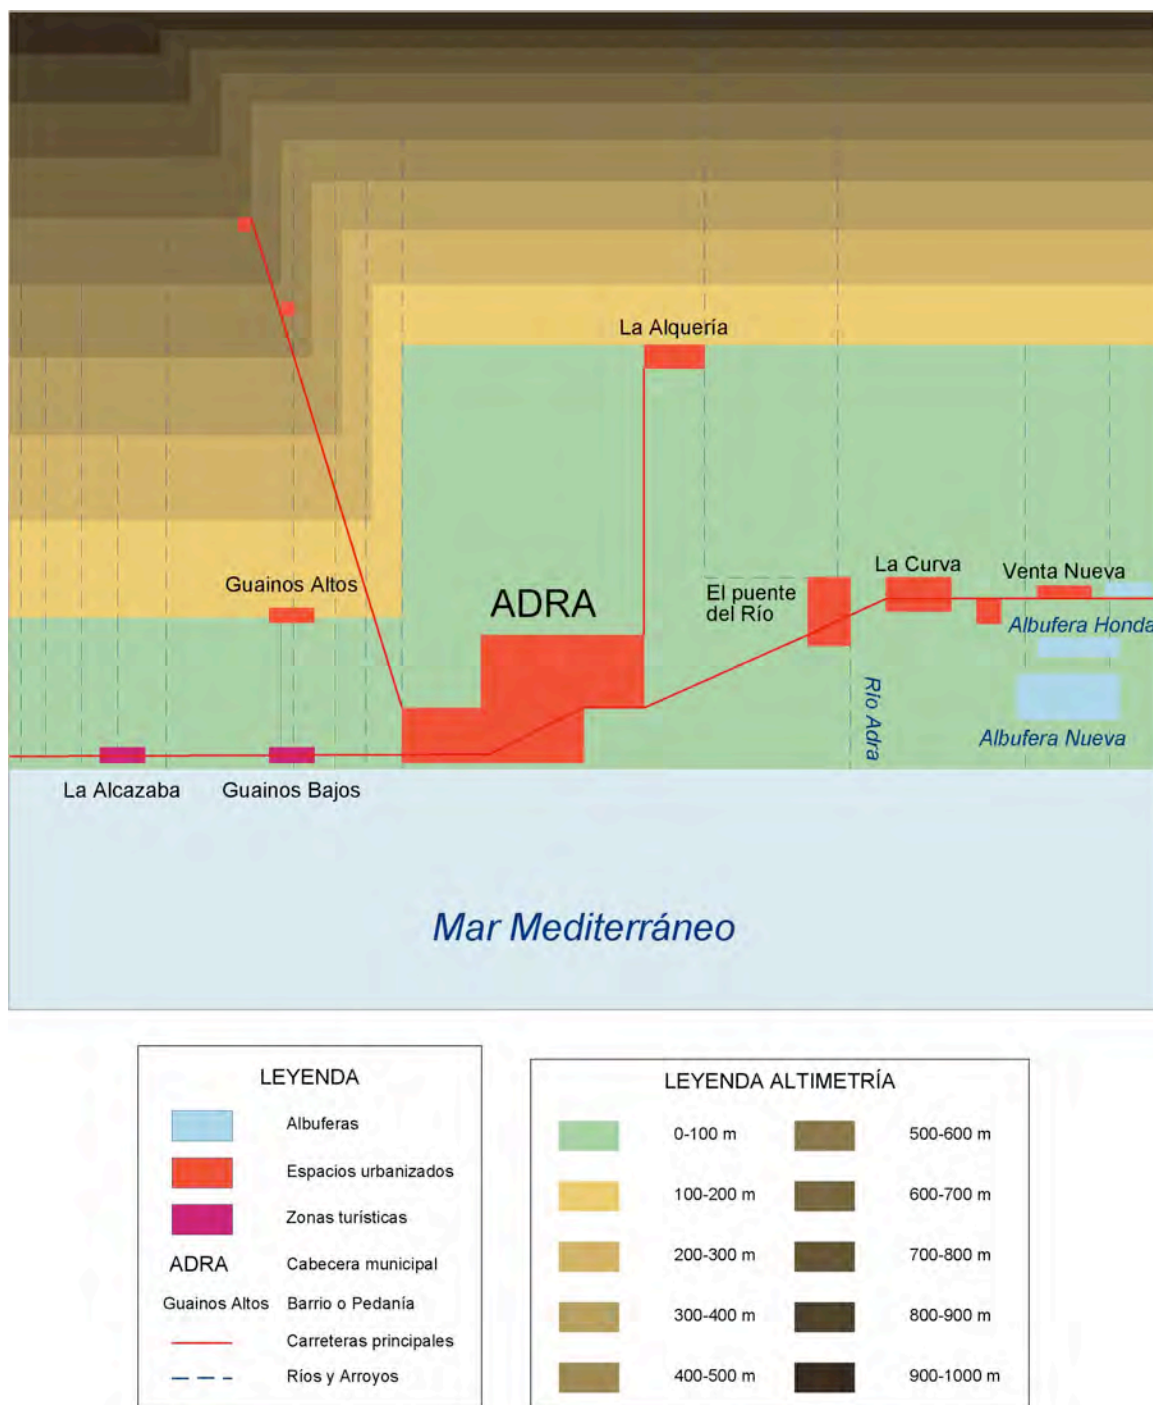 La Alquería
Guainos Altos
ADRA
El puente
del Río
La Curva
Venta Nueva
Albufera Honda
Río Adra
Albufera Nueva
La Alcazaba
Guainos Bajos
Mar Mediterráneo
LEYENDA
Albuferas
Espacios urbanizados
Zonas turísticas
ADRA Cabecera municipal
Guainos Altos Barrio o Pedanía
Carreteras principales
Ríos y Arroyos
LEYENDA ALTIMETRÍA
0-100 m
100-200 m
200-300 m
300-400 m
400-500 m
500-600 m
600-700 m
700-800 m
800-900 m
900-1000 m